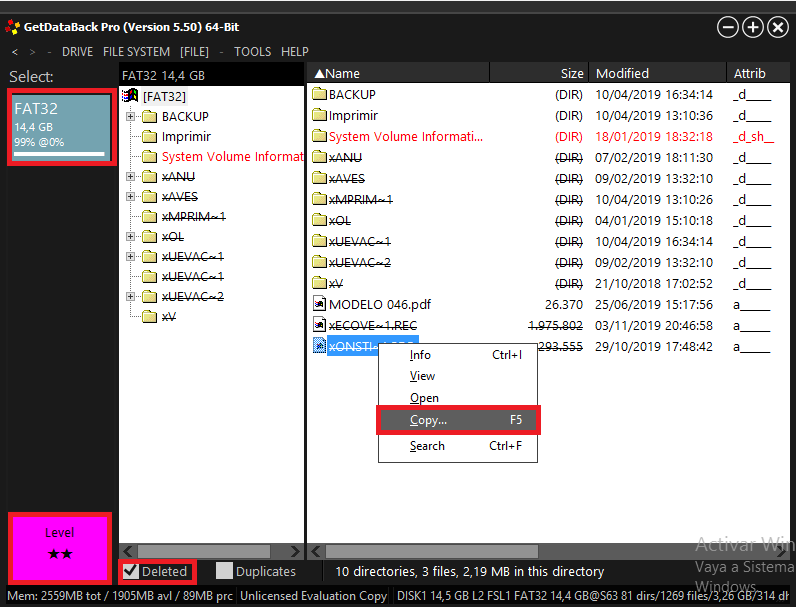 GetDataBack Pro (Version 5.50) 64-Bit
< > - DRIVE FILE SYSTEM [FILE] - TOOLS HELP
Select:
FAT32
14,4 GB
99% @0%
Level
★★
FAT32 14,4 GB
[FAT32]
BACKUP
Imprimir
System Volume Informat
xANU
xAVES
xMPRIM~1
xOL
xUEVAC~1
xUEVAC~1
xUEVAC~2
xV
▲Name Size Modified Attrib
BACKUP (DIR) 10/04/2019 16:34:14 _d____
Imprimir (DIR) 10/04/2019 13:10:36 _d____
System Volume Informati... (DIR) 18/01/2019 18:32:18 _d_sh__
xANU (DIR) 07/02/2019 18:11:30 _d____
xAVES (DIR) 09/02/2019 13:32:10 _d____
xMPRIM~1 (DIR) 10/04/2019 13:10:26 _d____
xOL (DIR) 04/01/2019 15:10:18 _d____
xUEVAC~1 (DIR) 10/04/2019 16:34:14 _d____
xUEVAC~2 (DIR) 09/02/2019 13:32:10 _d____
xV (DIR) 21/10/2018 17:02:52 _d____
MODELO 046.pdf 26.370 25/06/2019 15:17:56 a_____
xECOVE~1.REC 1.975.802 03/11/2019 20:46:58 a_____
xONSTI~ 293.555 29/10/2019 17:48:42 a_____
Info Ctrl+I
View
Open
Copy... F5
Search Ctrl+F
Deleted Duplicates 10 directories, 3 files, 2,19 MB in this directory
Activar Win
Vaya a Sistema
Windows.
Mem: 2559MB tot / 1905MB avl / 89MB prc Unlicensed Evaluation Copy DISK1 14,5 GB L2 FSL1 FAT32 14,4 GB@S63 81 dirs/1269 files/3,26 GB/314 dh